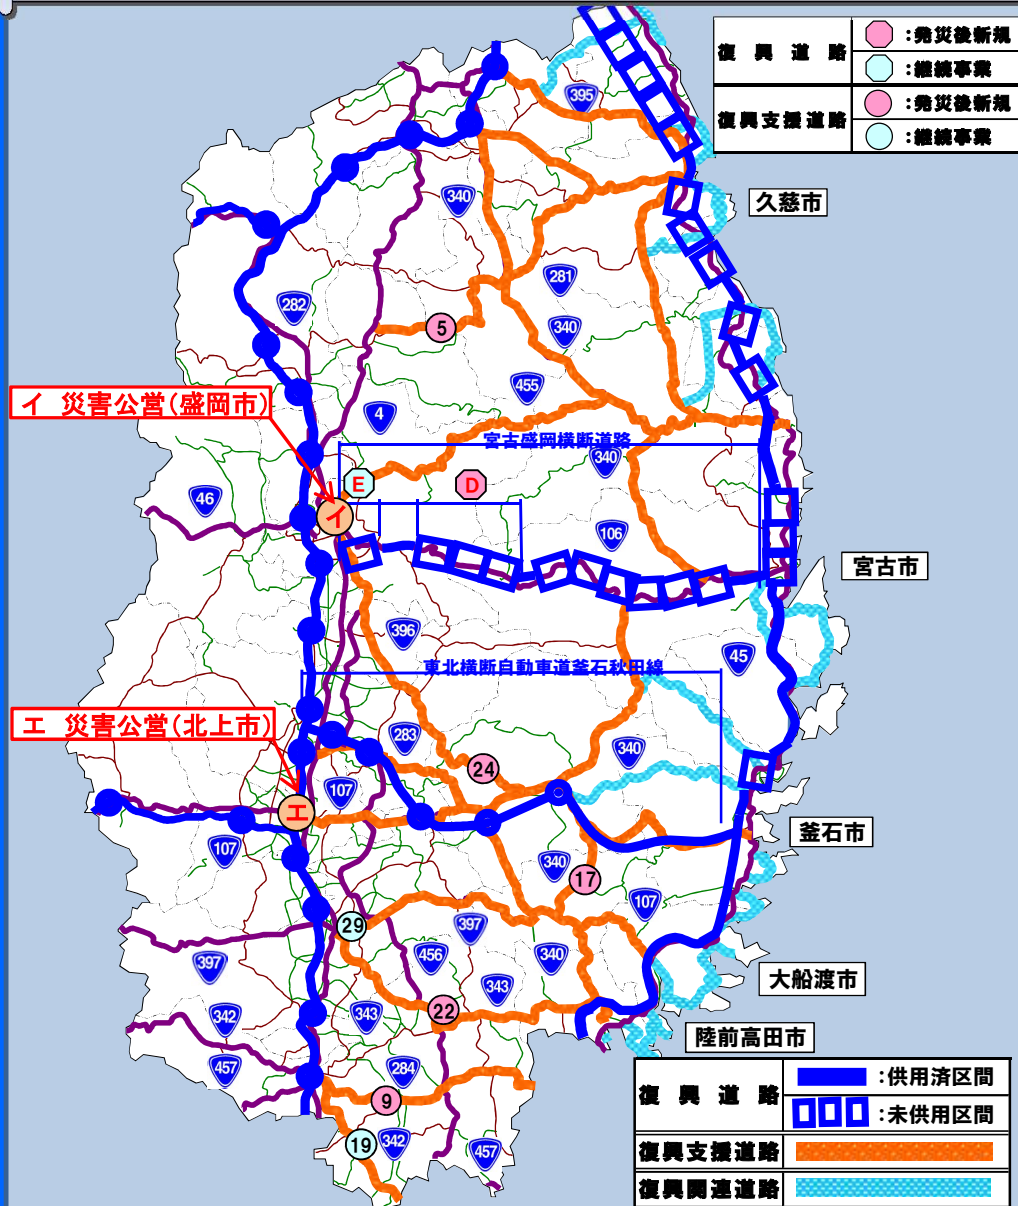 復興道路
:発災後新規
:継続事業
復興支援道路
:発災後新規
:継続事業
395
340
久慈市
281
282
5
340
455
イ 災害公営(盛岡市)
4
宮古盛岡横断道路
340
E
D
46
イ
106
宮古市
396
45
東北横断自動車道釜石秋田線
エ 災害公営(北上市)
283
340
24
107
エ
釜石市
107
340
17
107
29
397
456
340
397
大船渡市
343
22
342
343
陸前高田市
457
284
9
342
19
457
復興道路
:供用済区間
:未供用区間
復興支援道路
復興関連道路